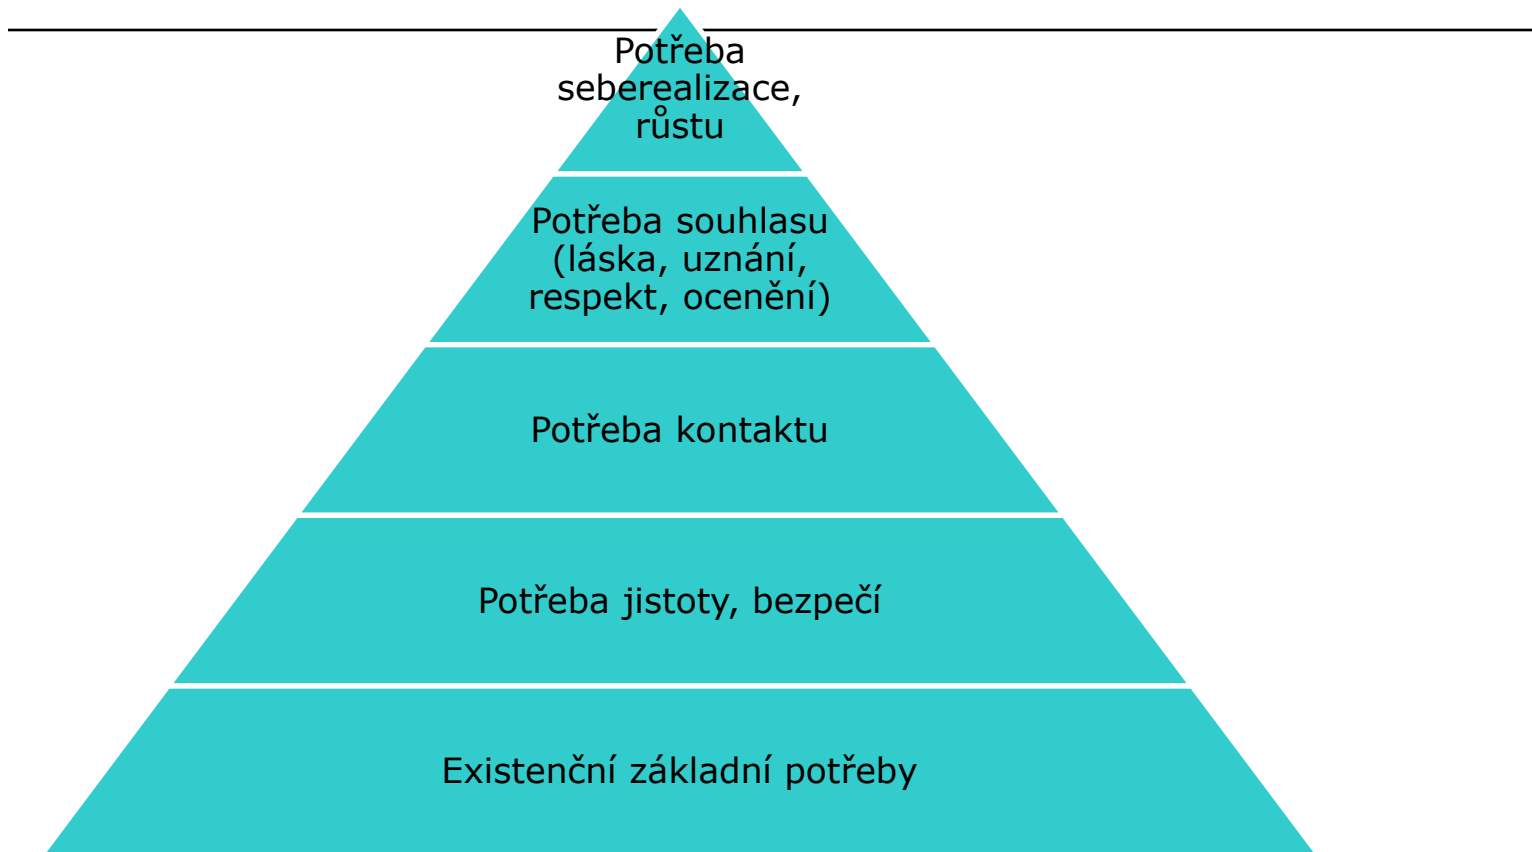 Potřeba
seberealizace,
růstu
Potřeba souhlasu
(láska, uznání,
respekt, ocenění)
Potřeba kontaktu
Potřeba jistoty, bezpečí
Existenční základní potřeby